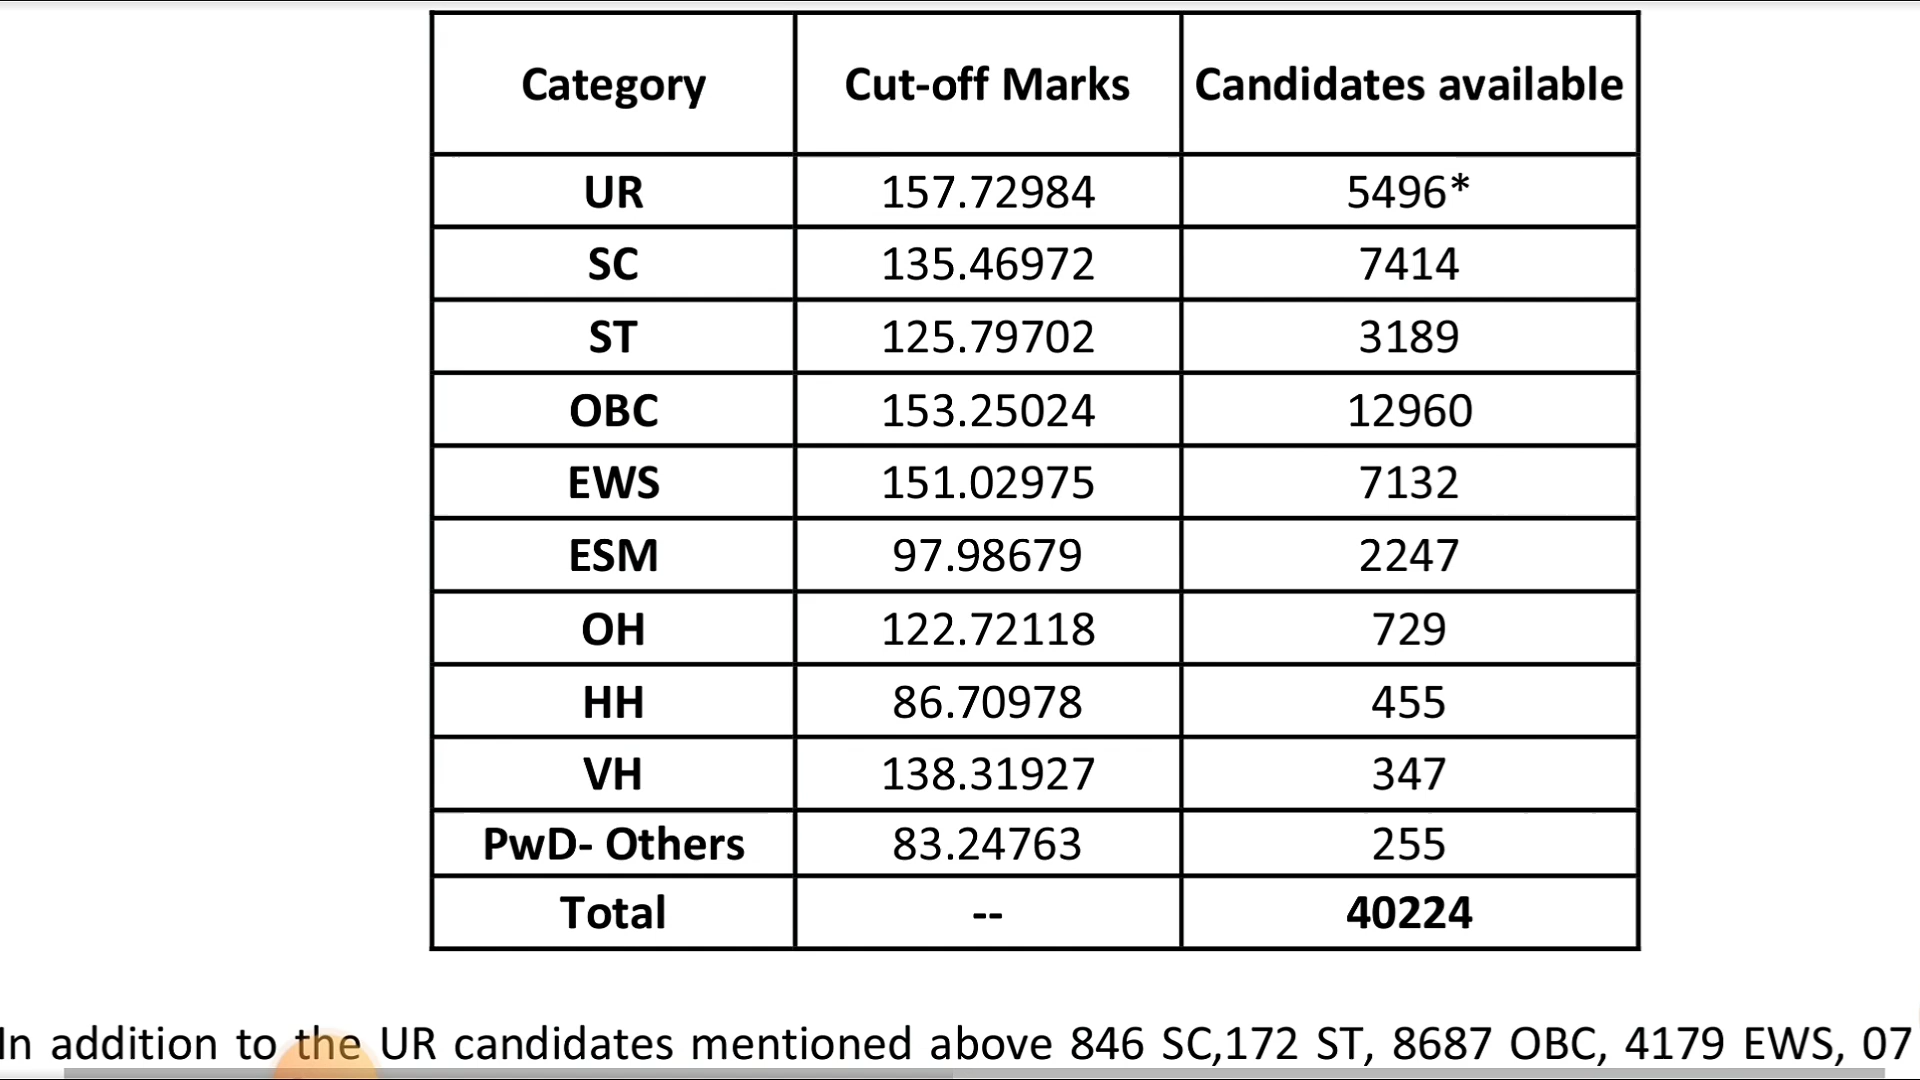 Category Cut-off Marks Candidates available
UR 157.72984 5496*
SC 135.46972 7414
ST 125.79702 3189
OBC 153.25024 12960
EWS 151.02975 7132
ESM 97.98679 2247
OH 122.72118 729
HH 86.70978 455
VH 138.31927 347
PwD- Others 83.24763 255
Total -- 40224
In addition to the UR candidates mentioned above 846 SC,172 ST, 8687 OBC, 4179 EWS, 07